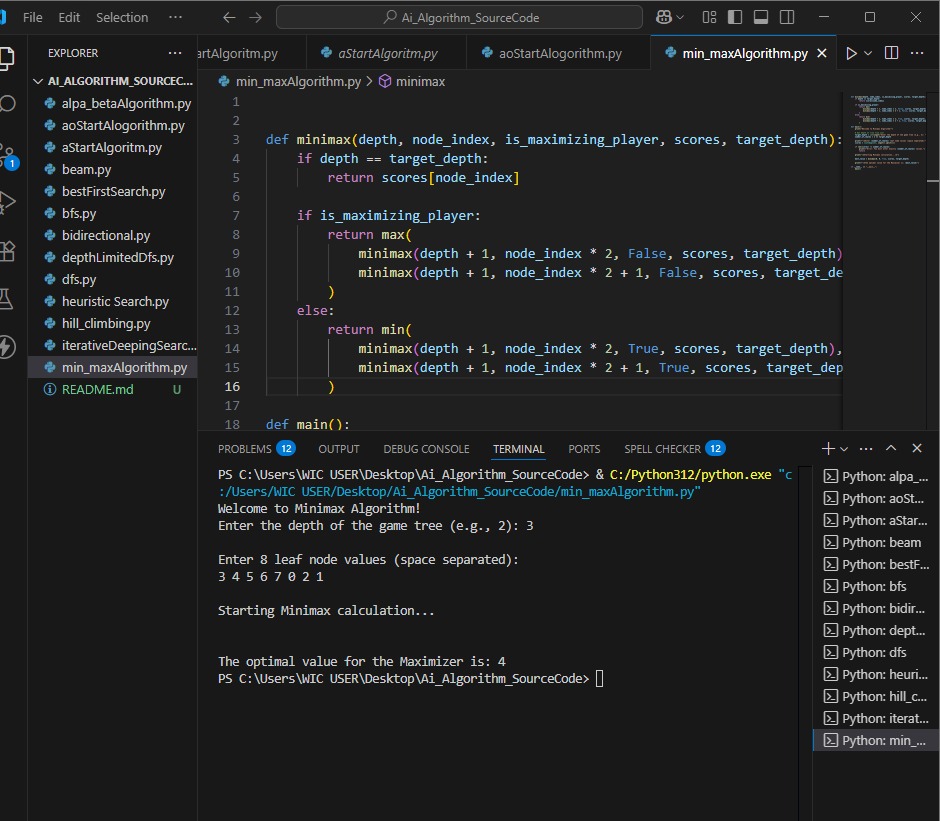 File Edit Selection ··· Ai_Algorithm_SourceCode
EXPLORER ···
AI_ALGORITHM_SOURCEC...
alpa_betaAlgorithm.py
aoStartAlogorithm.py
aStartAlgoritm.py
beam.py
bestFirstSearch.py
bfs.py
bidirectional.py
depthLimitedDfs.py
dfs.py
heuristic Search.py
hill_climbing.py
iterativeDeepingSearc...
min_maxAlgorithm.py
README.md U
1
artAlgoritm.py aStartAlgoritm.py aoStartAlogorithm.py min_maxAlgorithm.py
min_maxAlgorithm.py > minimax
1
2
3 def minimax(depth, node_index, is_maximizing_player, scores, target_depth):
4 if depth == target_depth:
5 return scores[node_index]
6
7 if is_maximizing_player:
8 return max(
9 minimax(depth + 1, node_index * 2, False, scores, target_depth)
10 minimax(depth + 1, node_index * 2 + 1, False, scores, target_de
11 )
12 else:
13 return min(
14 minimax(depth + 1, node_index * 2, True, scores, target_depth),
15 minimax(depth + 1, node_index * 2 + 1, True, scores, target_dep
16 )
17
18 def main():
PROBLEMS 12 OUTPUT DEBUG CONSOLE TERMINAL PORTS SPELL CHECKER 12
PS C:\Users\WIC USER\Desktop\Ai_Algorithm_SourceCode> & C:/Python312/python.exe "c
:/Users/WIC USER/Desktop/Ai_Algorithm_SourceCode/min_maxAlgorithm.py"
Welcome to Minimax Algorithm!
Enter the depth of the game tree (e.g., 2): 3
Enter 8 leaf node values (space separated):
3 4 5 6 7 0 2 1
Starting Minimax calculation...
The optimal value for the Maximizer is: 4
PS C:\Users\WIC USER\Desktop\Ai_Algorithm_SourceCode>
Python: alpa_...
Python: aoSt...
Python: aStar...
Python: beam
Python: bestF...
Python: bfs
Python: bidir...
Python: dept...
Python: dfs
Python: heuri...
Python: hill_c...
Python: iterat...
Python: min_...